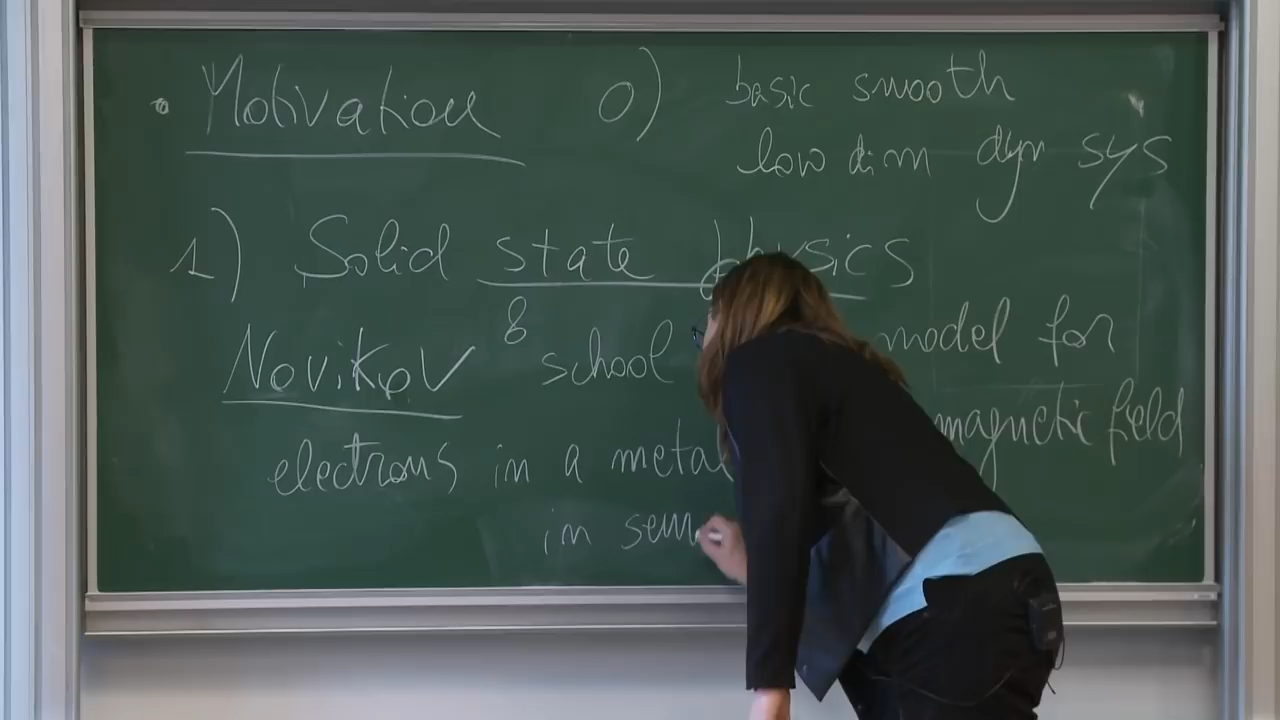 • Motivation 0) basic smooth
low dim dyn sys
1) Solid state physics
Novikov & school model for
electrons in a metal magnetic field
in sem